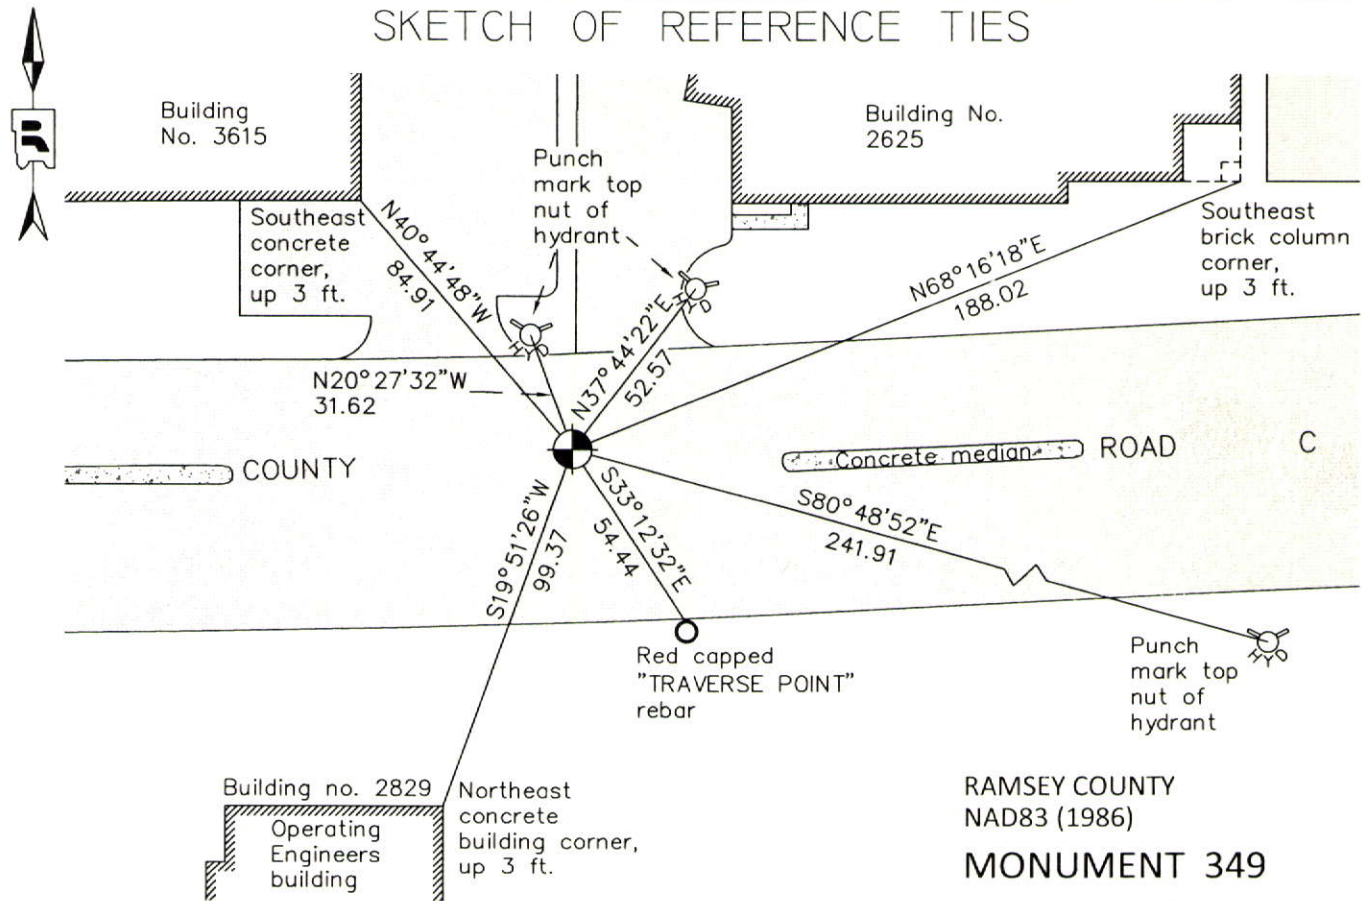 SKETCH OF REFERENCE TIES
R
Building
No. 3615
Building No.
2625
Punch
mark top
nut of
hydrant
Southeast
concrete
corner,
up 3 ft.
Southeast
brick column
corner,
up 3 ft.
N40°44'48"W
84.91
HYD
HYD
N20°27'32"W
31.62
N37°44'22"E
52.57
N68°16'18"E
188.02
COUNTY
Concrete median
ROAD
C
S80°48'52"E
241.91
S33°12'32"E
54.44
S19°51'26"W
99.37
Red capped
"TRAVERSE POINT"
rebar
Punch
mark top
nut of
hydrant
HYD
Building no. 2829
Operating
Engineers
building
Northeast
concrete
building corner,
up 3 ft.
RAMSEY COUNTY
NAD83 (1986)
MONUMENT 349